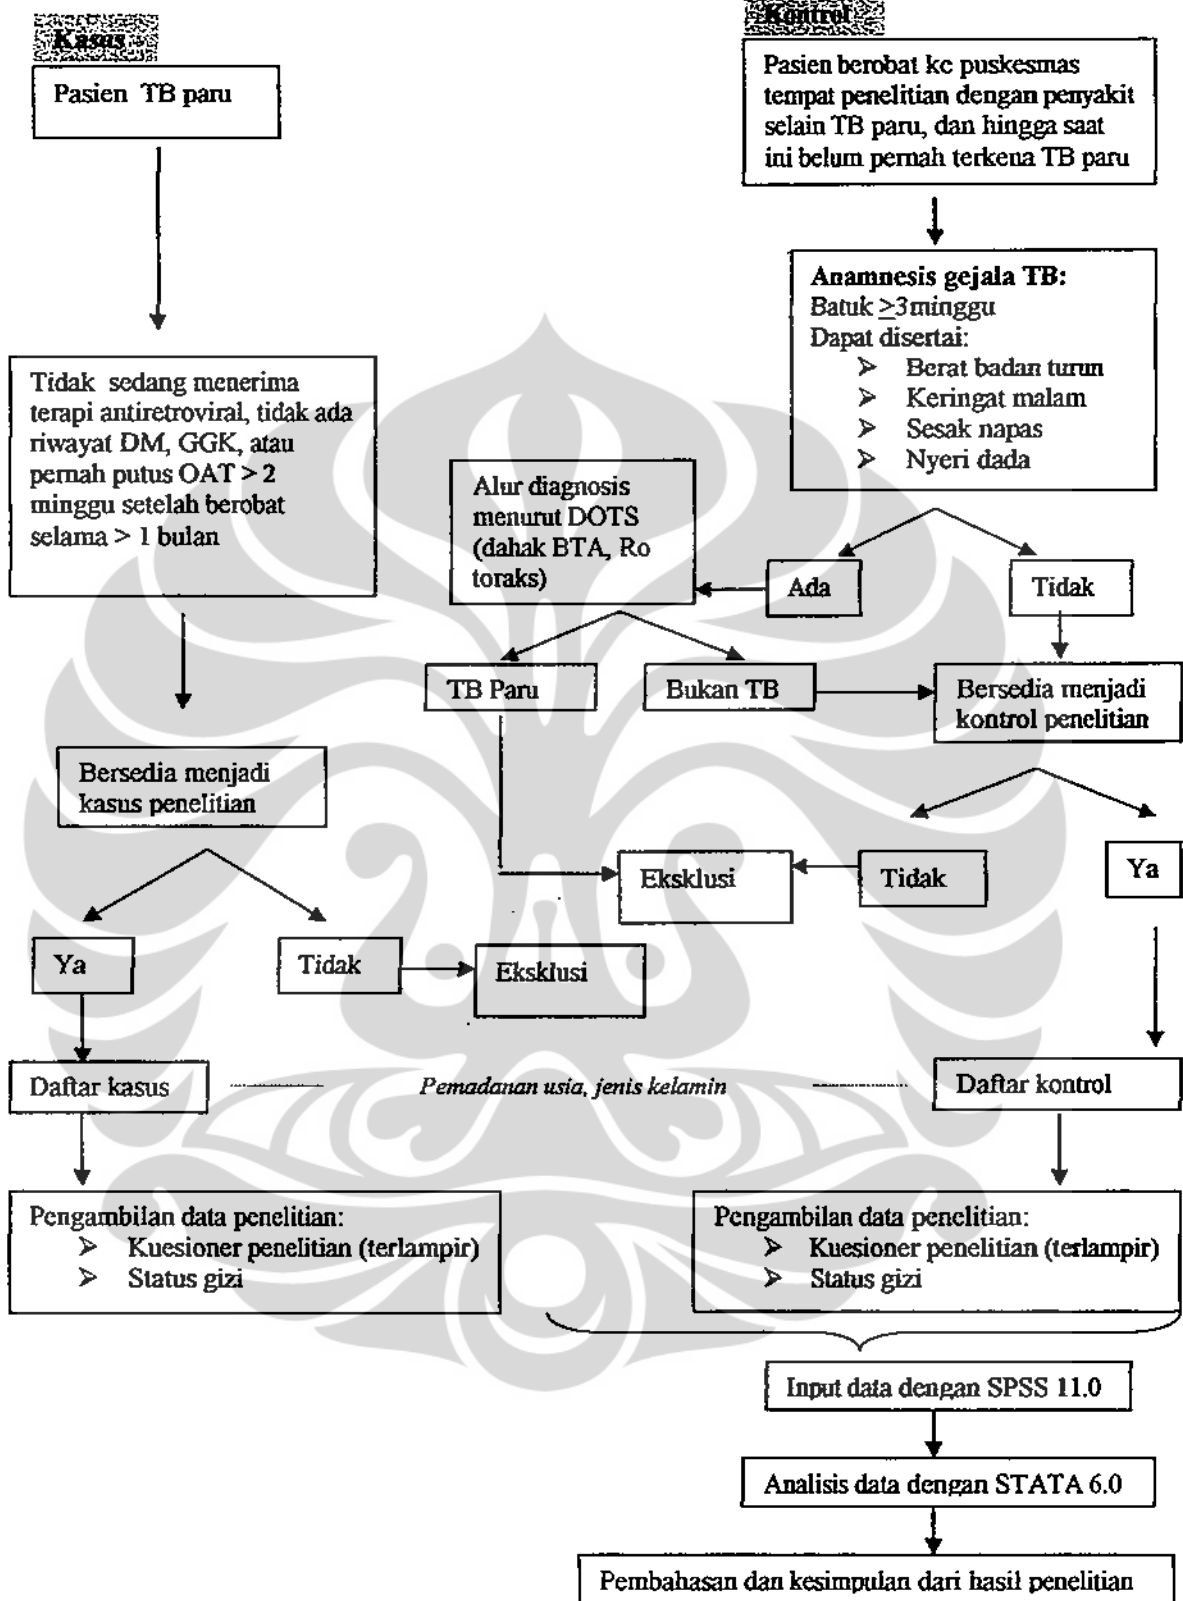 Kasus
Pasien TB paru
Tidak sedang menerima
terapi antiretroviral, tidak ada
riwayat DM, GGK, atau
pernah putus OAT > 2
minggu setelah berobat
selama > 1 bulan
Bersedia menjadi
kasus penelitian
Ya
Tidak
Eksklusi
Daftar kasus
Pemadanan usia, jenis kelamin
Pengambilan data penelitian:
➤ Kuesioner penelitian (terlampir)
➤ Status gizi
Kontrol
Pasien berobat ke puskesmas
tempat penelitian dengan penyakit
selain TB paru, dan hingga saat
ini belum pernah terkena TB paru
Anamnesis gejala TB:
Batuk ≥3minggu
Dapat disertai:
➤ Berat badan turun
➤ Keringat malam
➤ Sesak napas
➤ Nyeri dada
Ada
Tidak
Alur diagnosis
menurut DOTS
(dahak BTA, Ro
toraks)
TB Paru
Bukan TB
Bersedia menjadi
kontrol penelitian
Eksklusi
Tidak
Ya
Daftar kontrol
Pengambilan data penelitian:
➤ Kuesioner penelitian (terlampir)
➤ Status gizi
Input data dengan SPSS 11.0
Analisis data dengan STATA 6.0
Pembahasan dan kesimpulan dari hasil penelitian